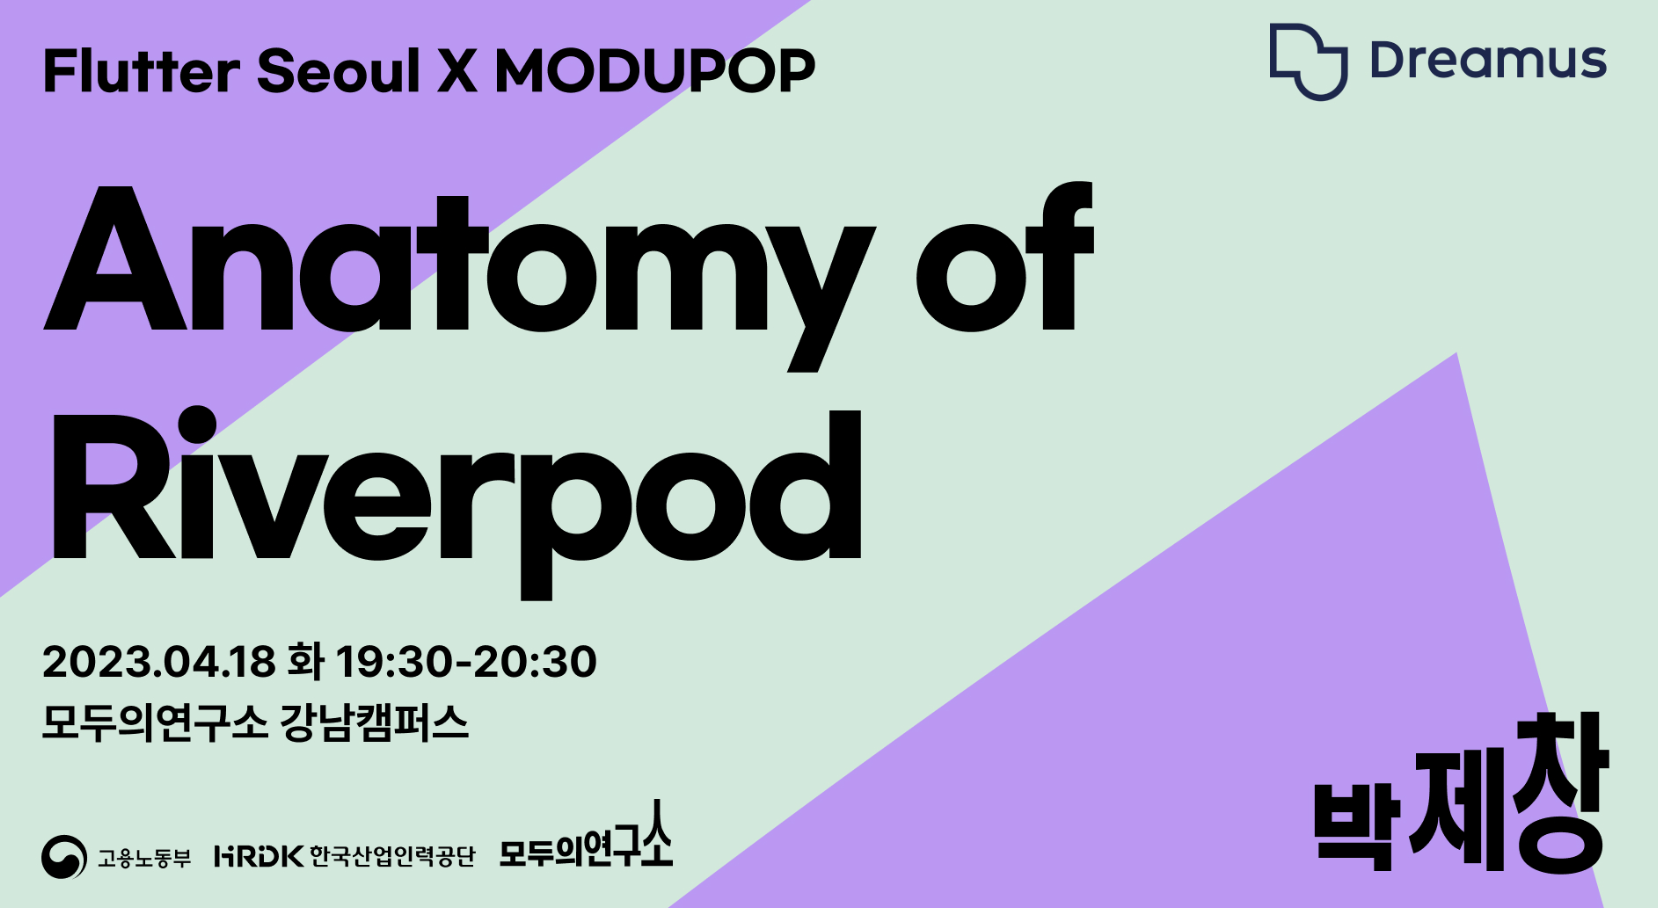 Flutter Seoul X MODUPOP
Dreamus
Anatomy of
Riverpod
2023.04.18 화 19:30-20:30
모두의연구소 강남캠퍼스
고용노동부 HRDK 한국산업인력공단 모두의연구소
박제창